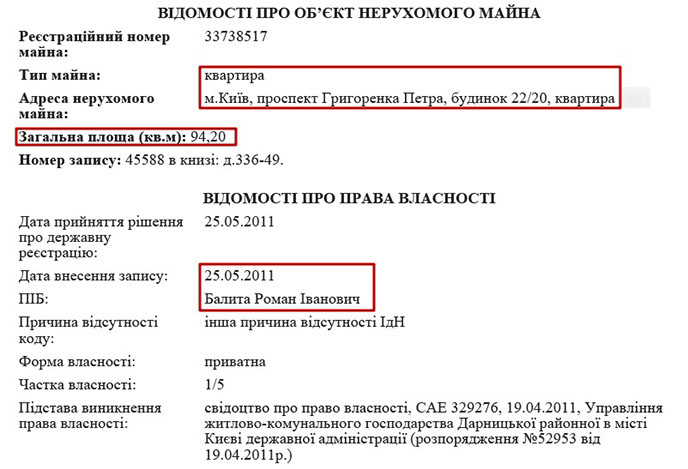 ВІДОМОСТІ ПРО ОБ’ЄКТ НЕРУХОМОГО МАЙНА
Реєстраційний номер майна: 33738517
Тип майна: квартира
Адреса нерухомого майна: м.Київ, проспект Григоренка Петра, будинок 22/20, квартира
Загальна площа (кв.м): 94,20
Номер запису: 45588 в книзі: д.336-49.
ВІДОМОСТІ ПРО ПРАВА ВЛАСНОСТІ
Дата прийняття рішення про державну реєстрацію: 25.05.2011
Дата внесення запису: 25.05.2011
ПІБ: Балита Роман Іванович
Причина відсутності коду: інша причина відсутності ІдН
Форма власності: приватна
Частка власності: 1/5
Підстава виникнення права власності: свідоцтво про право власності, САЕ 329276, 19.04.2011, Управління
житлово-комунального господарства Дарницької районної в місті
Києві державної адміністрації (розпорядження №52953 від
19.04.2011р.)